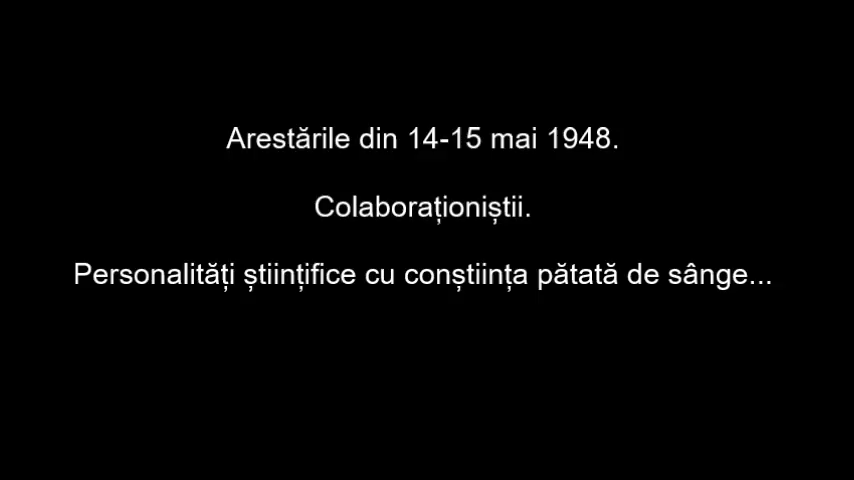 Arestările din 14-15 mai 1948.
Colaboraționiștii.
Personalități științifice cu conștiința pătată de sânge...